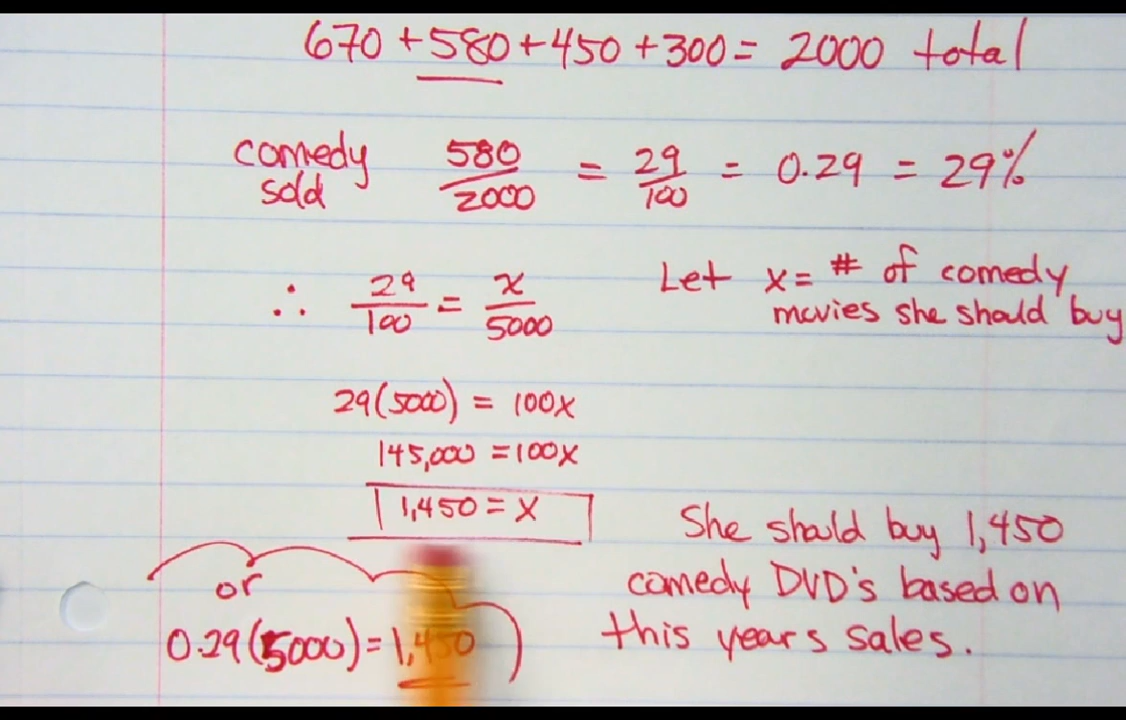 670 + 580 + 450 + 300 = 2000 total
comedy sold 580/2000 = 29/100 = 0.29 = 29%
∴ 29/100 = x/5000
Let x = # of comedy
movies she should buy
29(5000) = 100x
145,000 = 100x
1,450 = x
or
0.29(5000) = 1,450
She should buy 1,450
comedy DVD's based on
this years sales.